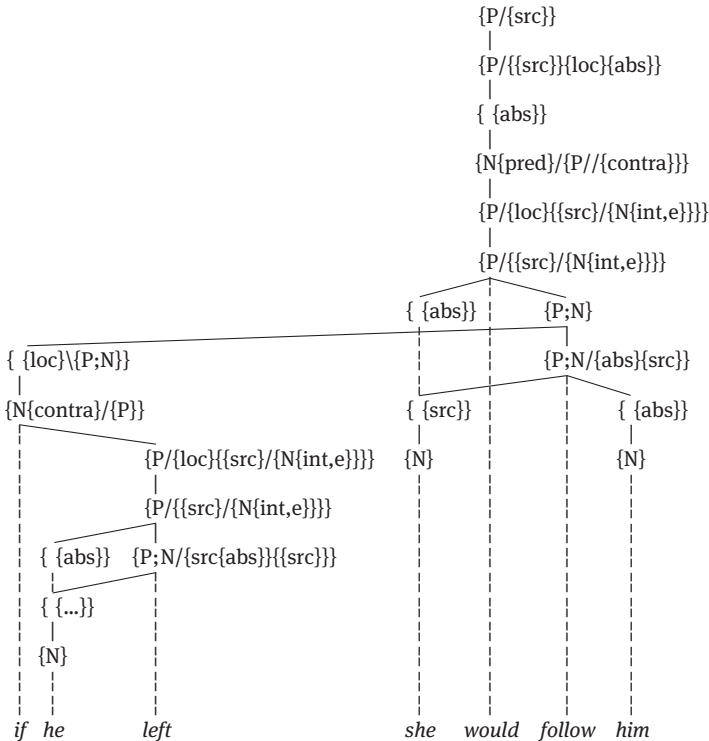 {P/{src}}
{P/{{src}}{loc}{abs}}
{ {abs}}
{N{pred}/{P//{contra}}}
{P/{loc}{{src}/{N{int,e}}}}
{P/{{src}/{N{int,e}}}}
{ {abs}} {P;N}
{ {loc}\{P;N}} {P;N/{abs}{src}}
{N{contra}/{P}} { {src}} { {abs}}
{P/{loc}{{src}/{N{int,e}}}} {N} {N}
{P/{{src}/{N{int,e}}}}
{ {abs}} {P;N/{src{abs}}{{src}}}
{ {...}}
{N}
if he left she would follow him